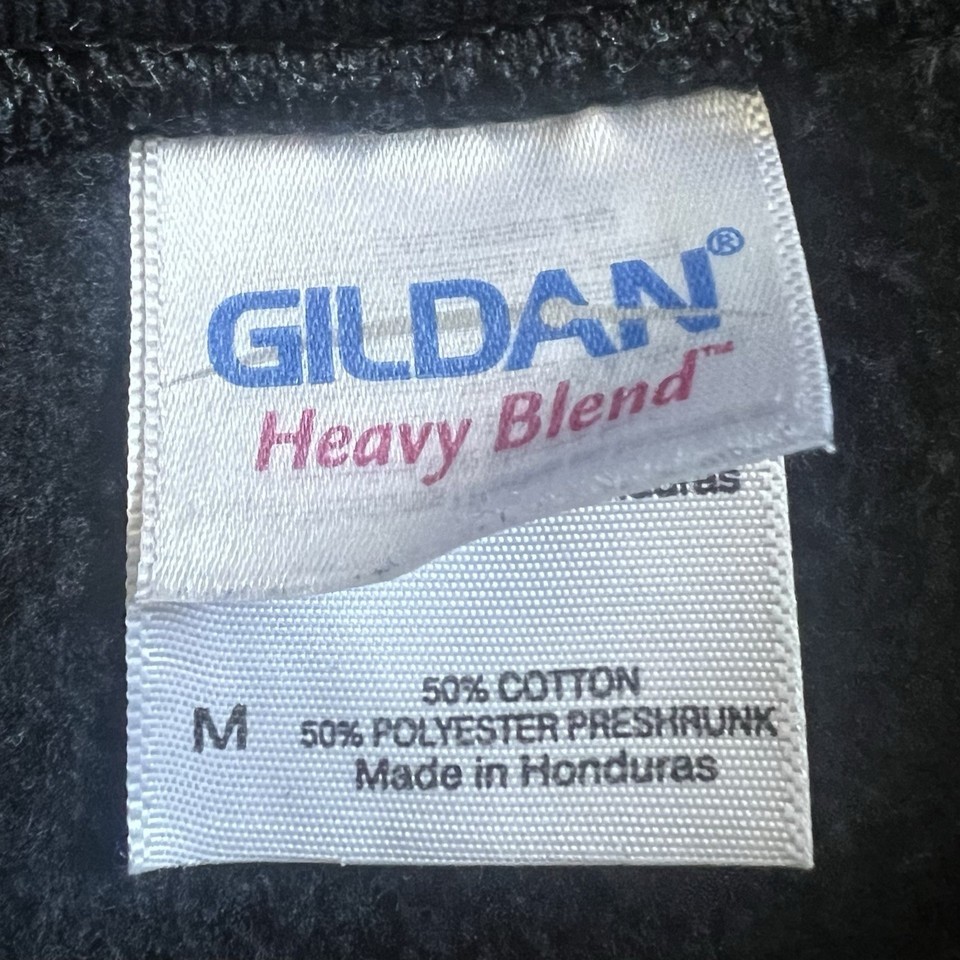 GILDAN®
Heavy Blend™
M
50% COTTON
50% POLYESTER PRESHRUNK
Made in Honduras